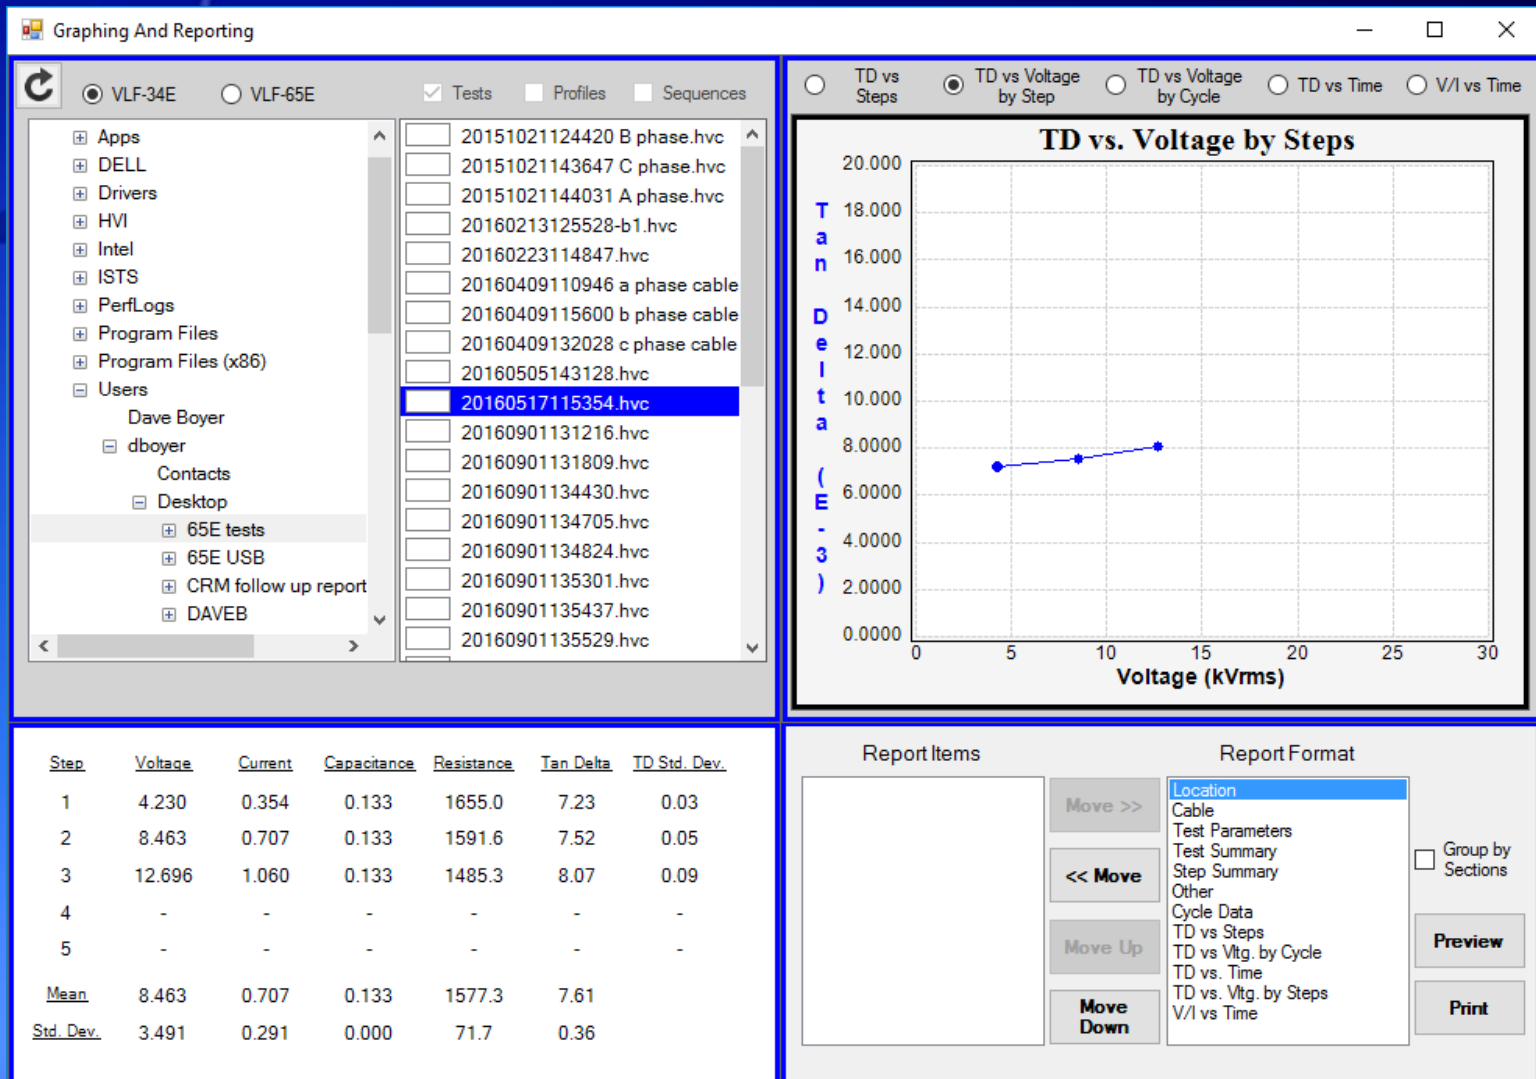 Graphing And Reporting
VLF-34E
VLF-65E
Tests
Profiles
Sequences
Apps
DELL
Drivers
HVI
Intel
ISTS
PerfLogs
Program Files
Program Files (x86)
Users
Dave Boyer
dboyer
Contacts
Desktop
65E tests
65E USB
CRM follow up report
DAVEB
20151021124420 B phase.hvc
20151021143647 C phase.hvc
20151021144031 A phase.hvc
20160213125528-b1.hvc
20160223114847.hvc
20160409110946 a phase cable
20160409115600 b phase cable
20160409132028 c phase cable
20160505143128.hvc
20160517115354.hvc
20160901131216.hvc
20160901131809.hvc
20160901134430.hvc
20160901134705.hvc
20160901134824.hvc
20160901135301.hvc
20160901135437.hvc
20160901135529.hvc
TD vs Steps
TD vs Voltage by Step
TD vs Voltage by Cycle
TD vs Time
V/I vs Time
TD vs. Voltage by Steps
Tan Delta (E-3)
20.000
18.000
16.000
14.000
12.000
10.000
8.0000
6.0000
4.0000
2.0000
0.0000
0 5 10 15 20 25 30
Voltage (kVrms)
Step Voltage Current Capacitance Resistance Tan Delta TD Std. Dev.
1 4.230 0.354 0.133 1655.0 7.23 0.03
2 8.463 0.707 0.133 1591.6 7.52 0.05
3 12.696 1.060 0.133 1485.3 8.07 0.09
4 - - - - - -
5 - - - - - -
Mean 8.463 0.707 0.133 1577.3 7.61
Std. Dev. 3.491 0.291 0.000 71.7 0.36
Report Items
Move >>
<< Move
Move Up
Move Down
Report Format
Location
Cable
Test Parameters
Test Summary
Step Summary
Other
Cycle Data
TD vs Steps
TD vs Vltg. by Cycle
TD vs. Time
TD vs. Vltg. by Steps
V/I vs Time
Group by Sections
Preview
Print